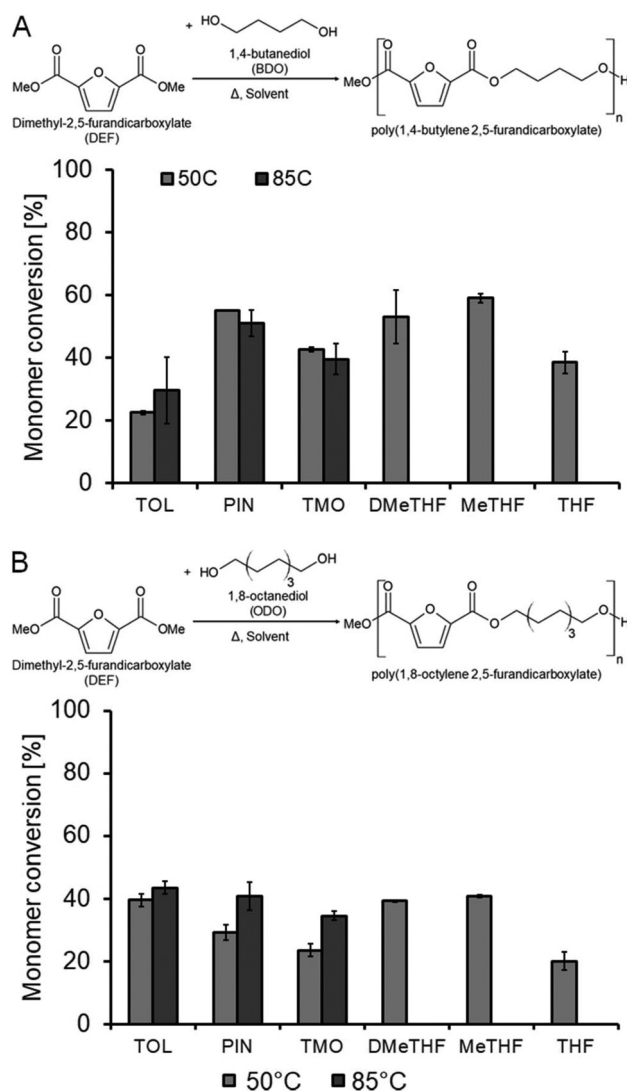 A
+ HO OH
1,4-butanediol
(BDO)
Δ, Solvent
O O O
MeO OMe
Dimethyl-2,5-furandicarboxylate
(DEF)
O O O
MeO O O H
n
poly(1,4-butylene 2,5-furandicarboxylate)
Monomer conversion [%]
50C 85C
100
80
60
40
20
0
TOL PIN TMO DMeTHF MeTHF THF
B
+ HO OH
3
1,8-octanediol
(ODO)
Δ, Solvent
O O O
MeO OMe
Dimethyl-2,5-furandicarboxylate
(DEF)
O O O
MeO O O H
3
n
poly(1,8-octylene 2,5-furandicarboxylate)
Monomer conversion [%]
100
80
60
40
20
0
TOL PIN TMO DMeTHF MeTHF THF
50°C 85°C